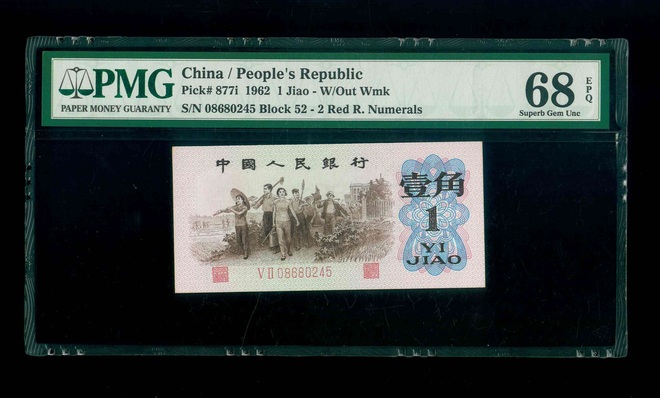 PMG
PAPER MONEY GUARANTY
China / People's Republic
Pick# 877i 1962 1 Jiao - W/Out Wmk
S/N 08680245 Block 52 - 2 Red R. Numerals
68
EPQ
Superb Gem Unc
中國人民銀行
壹角
1
YI
JIAO
V II 08680245